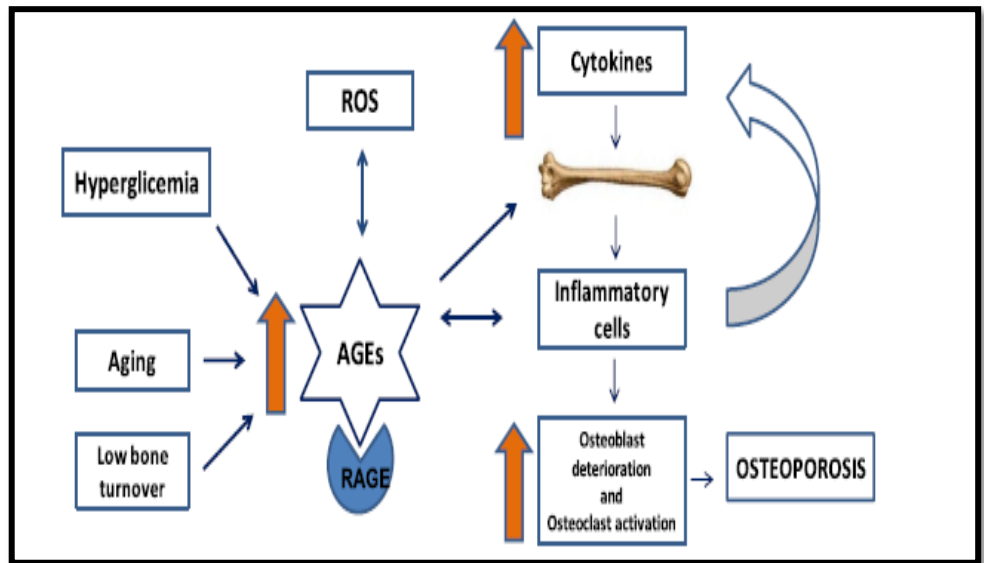 ROS
Hyperglicemia
Aging
Low bone
turnover
AGEs
RAGE
Cytokines
Inflammatory
cells
Osteoblast
deterioration
and
Osteoclast activation
OSTEOPOROSIS